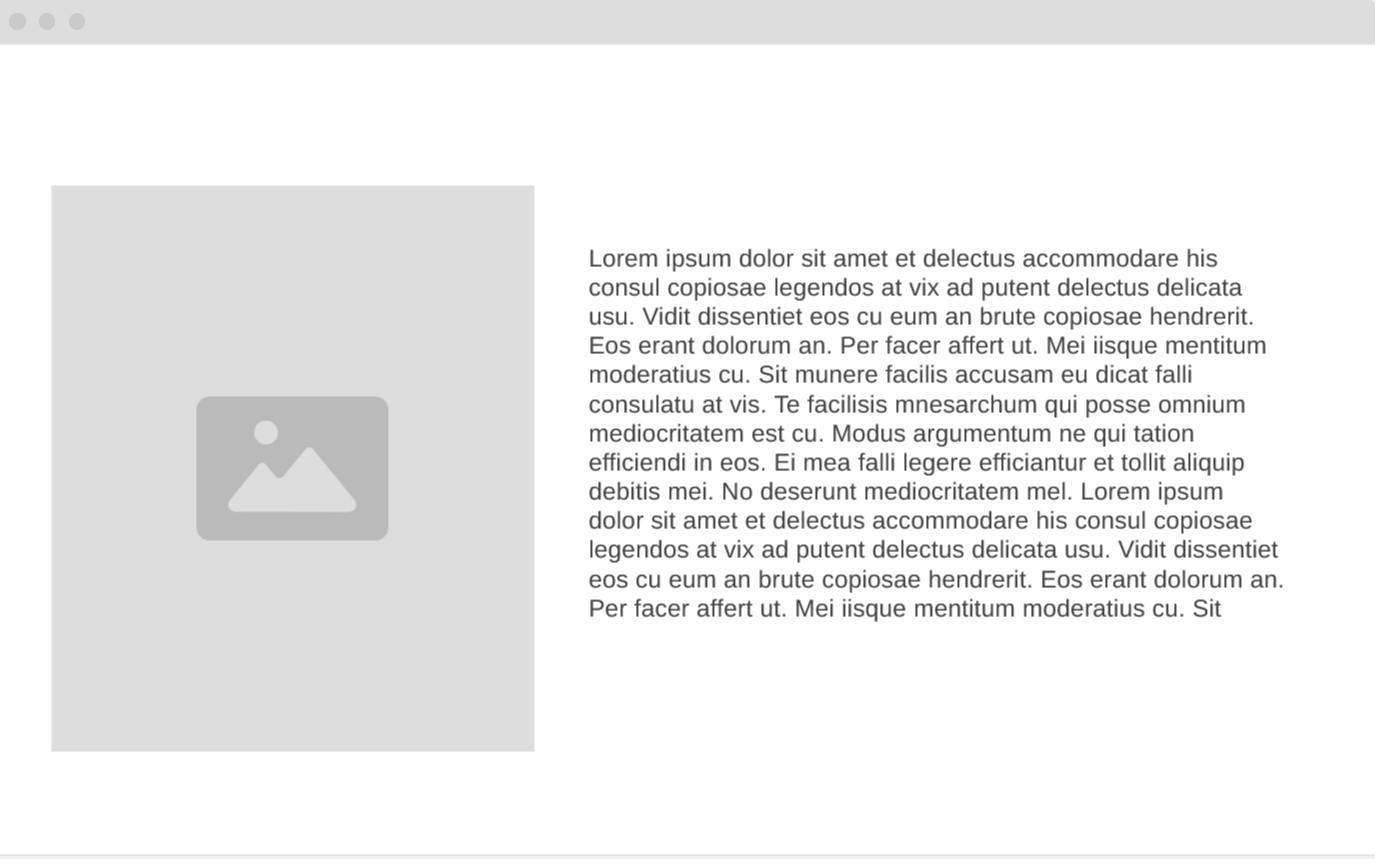 Lorem ipsum dolor sit amet et delectus accommodare his
consul copiosae legendos at vix ad putent delectus delicata
usu. Vidit dissentiet eos cu eum an brute copiosae hendrerit.
Eos erant dolorum an. Per facer affert ut. Mei iisque mentitum
moderatius cu. Sit munere facilis accusam eu dicat falli
consulatu at vis. Te facilisis mnesarchum qui posse omnium
mediocritatem est cu. Modus argumentum ne qui tation
efficiendi in eos. Ei mea falli legere efficiantur et tollit aliquip
debitis mei. No deserunt mediocritatem mel. Lorem ipsum
dolor sit amet et delectus accommodare his consul copiosae
legendos at vix ad putent delectus delicata usu. Vidit dissentiet
eos cu eum an brute copiosae hendrerit. Eos erant dolorum an.
Per facer affert ut. Mei iisque mentitum moderatius cu. Sit